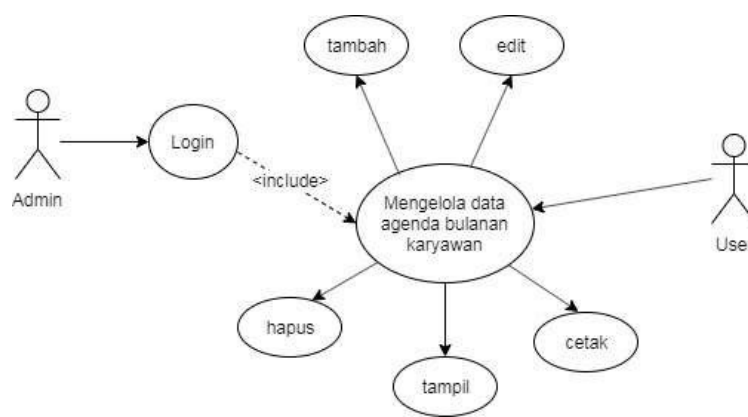 tambah
edit
Login
<include>
Admin
Mengelola data
agenda bulanan
karyawan
Use
hapus
cetak
tampil